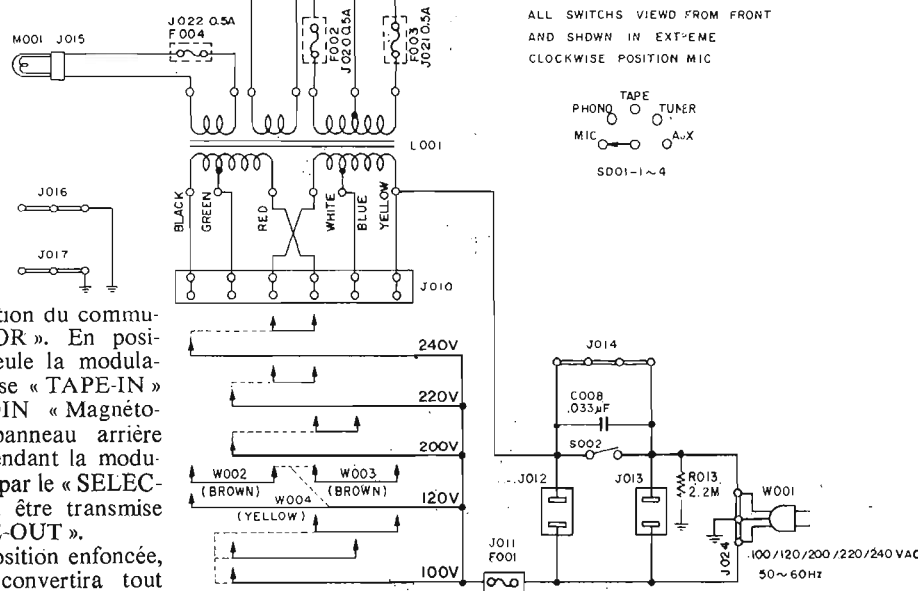 J022 0.5A
F004
M001 J015
F002
J020 0.5A
F003
J021 0.5A
ALL SWITCHS VIEWD FROM FRONT
AND SHOWN IN EXTREME
CLOCKWISE POSITION MIC
TAPE
PHONO TUNER
MIC AUX
S001-1~4
L001
BLACK
GREEN
RED
WHITE
BLUE
YELLOW
J016
J017
J010
tion du commu-
OR ». En posi-
eule la modula-
se « TAPE-IN »
DIN « Magnéto-
panneau arrière
endant la modu-
par le « SELEC-
être transmise
E-OUT ».
osition enfoncée,
convertira tout
240V
220V
200V
W002
(BROWN)
W003
(BROWN)
W004
(YELLOW)
120V
100V
J014
C008
.033µF
S002
J012
J013
R013
2.2M
W001
J011
F001
J024
100/120/200/220/240 VAC
50~60Hz